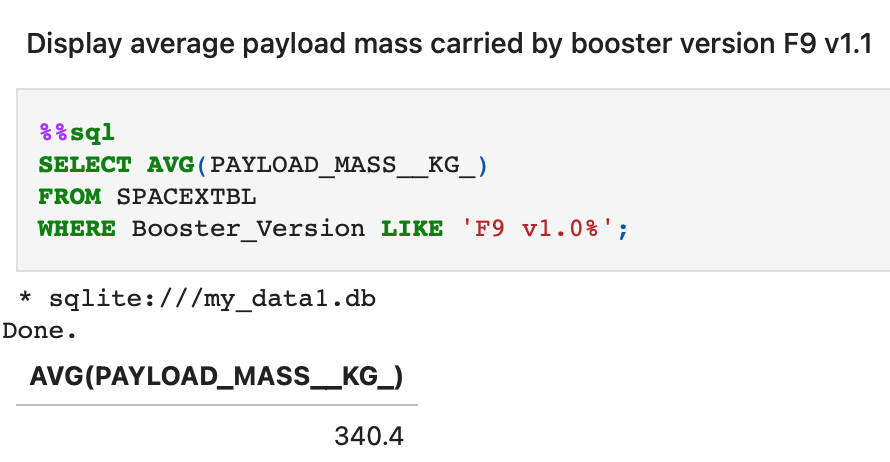 Display average payload mass carried by booster version F9 v1.1
%%sql
SELECT AVG(PAYLOAD_MASS__KG_)
FROM SPACEXTBL
WHERE Booster_Version LIKE 'F9 v1.0%';
* sqlite:///my_data1.db
Done.
AVG(PAYLOAD_MASS__KG_)
340.4